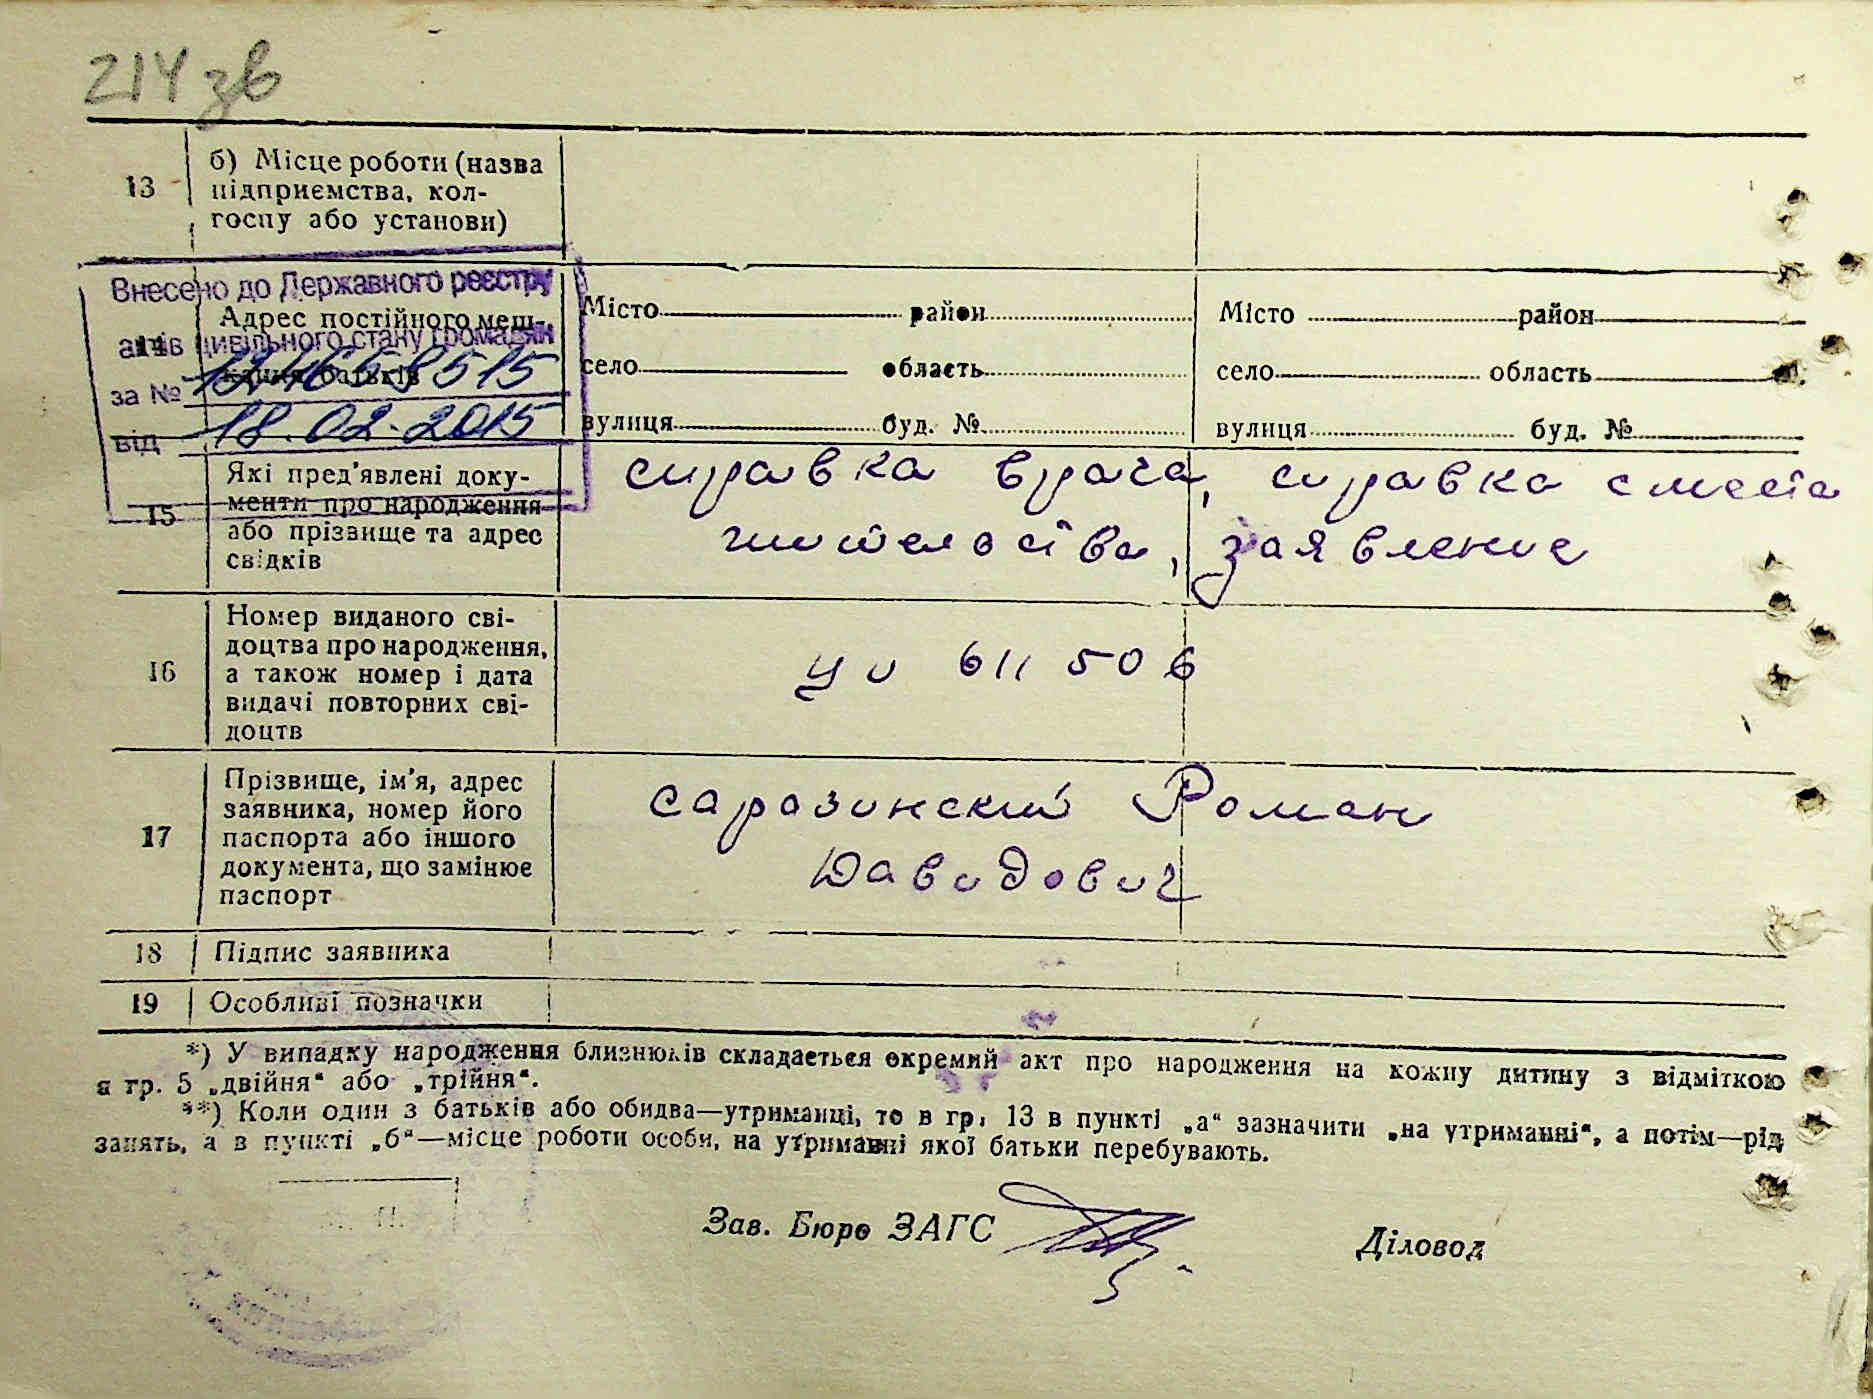 214 зв
13 б) Місце роботи (назва
підприємства, кол-
госпу або установи)
Внесено до Державного реєстру
актів цивільного стану громадян
за №
від 18.02.2015
14 Адрес постійного меш-
кання батьків
Місто район Місто район
село область село область
вулиця буд. № вулиця буд. №
15 Які пред'явлені доку-
менти про народження
або прізвище та адрес
свідків
справка врача, справка с места
жительства, заявление
16 Номер виданого сві-
доцтва про народження,
а також номер і дата
видачі повторних сві-
доцтв
611506
17 Прізвище, ім'я, адрес
заявника, номер його
паспорта або іншого
документа, що замінює
паспорт
Саразинский Роман
Давидович
18 Підпис заявника
19 Особливі позначки
*) У випадку народження близнюків складається окремий акт про народження на кожну дитину з відміткою
в гр. 5 „двійня“ або „трійня“.
**) Коли один з батьків або обидва—утриманці, то в гр. 13 в пункті „а“ зазначити „на утриманні“, а потім—рід
занять, а в пункті „б“—місце роботи особи, на утриманні якої батьки перебувають.
Зав. Бюро ЗАГС Діловод